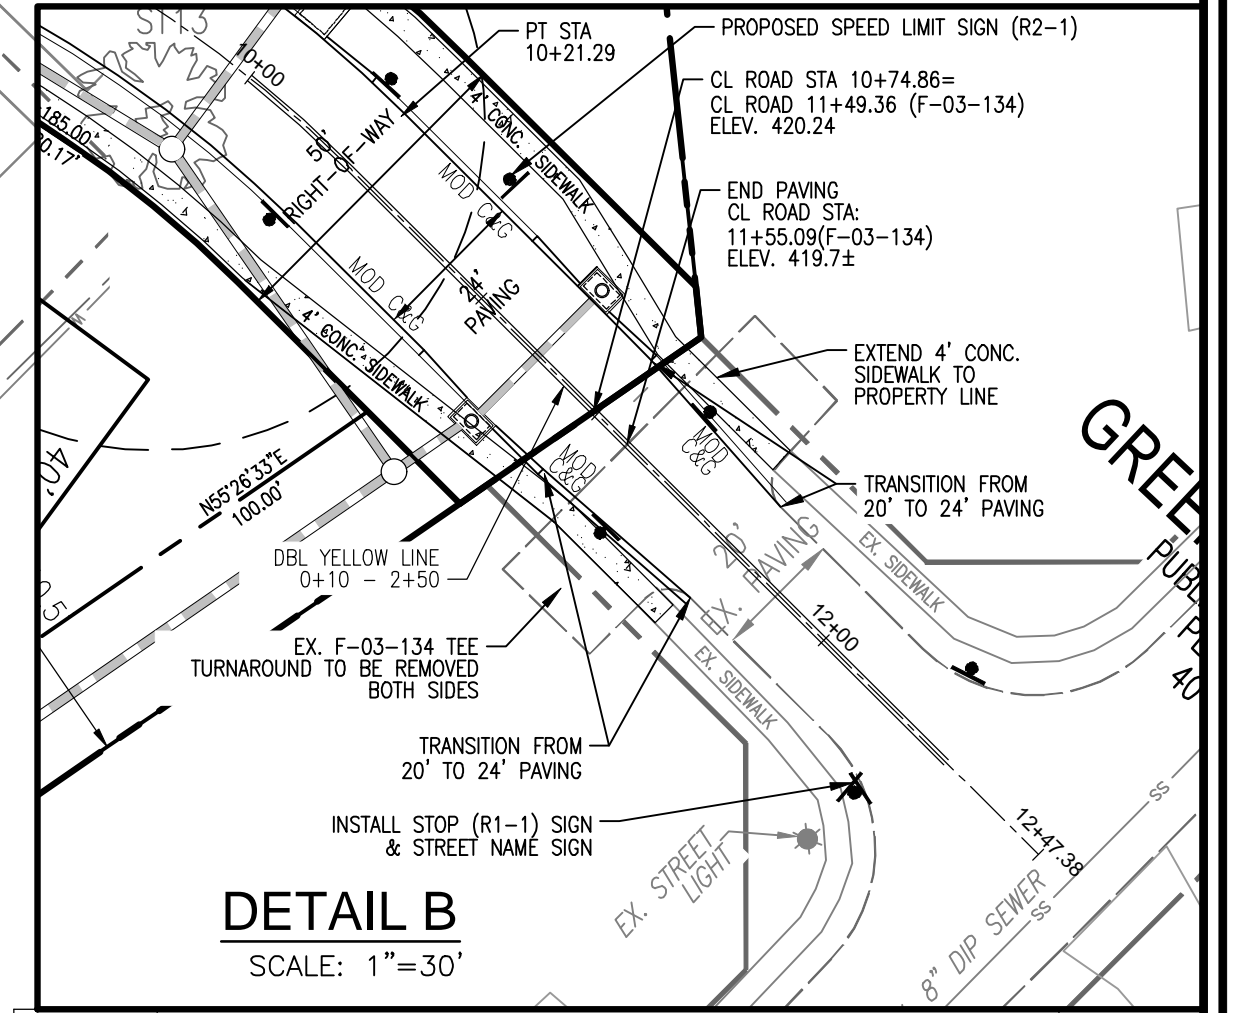 ST13
10+00
PT STA
10+21.29
PROPOSED SPEED LIMIT SIGN (R2-1)
CL ROAD STA 10+74.86=
CL ROAD 11+49.36 (F-03-134)
ELEV. 420.24
185.00'
4' CONC. SIDEWALK
50'
RIGHT-OF-WAY
MOD C&G
END PAVING
CL ROAD STA:
11+55.09(F-03-134)
ELEV. 419.7±
MOD C&G
24'
PAVING
4' CONC. SIDEWALK
EXTEND 4' CONC.
SIDEWALK TO
PROPERTY LINE
MOD
C&G
MOD
C&G
40'
N55°26'33"E
100.00'
TRANSITION FROM
20' TO 24' PAVING
20'
EX. PAVING
EX. SIDEWALK
PUBL
40
DBL YELLOW LINE
0+10 - 2+50
12+00
EX. F-03-134 TEE
TURNAROUND TO BE REMOVED
BOTH SIDES
EX. SIDEWALK
TRANSITION FROM
20' TO 24' PAVING
INSTALL STOP (R1-1) SIGN
& STREET NAME SIGN
EX. STREET
LIGHT
12+47.38
SS
SS
8" DIP SEWER
DETAIL B
SCALE: 1"=30'